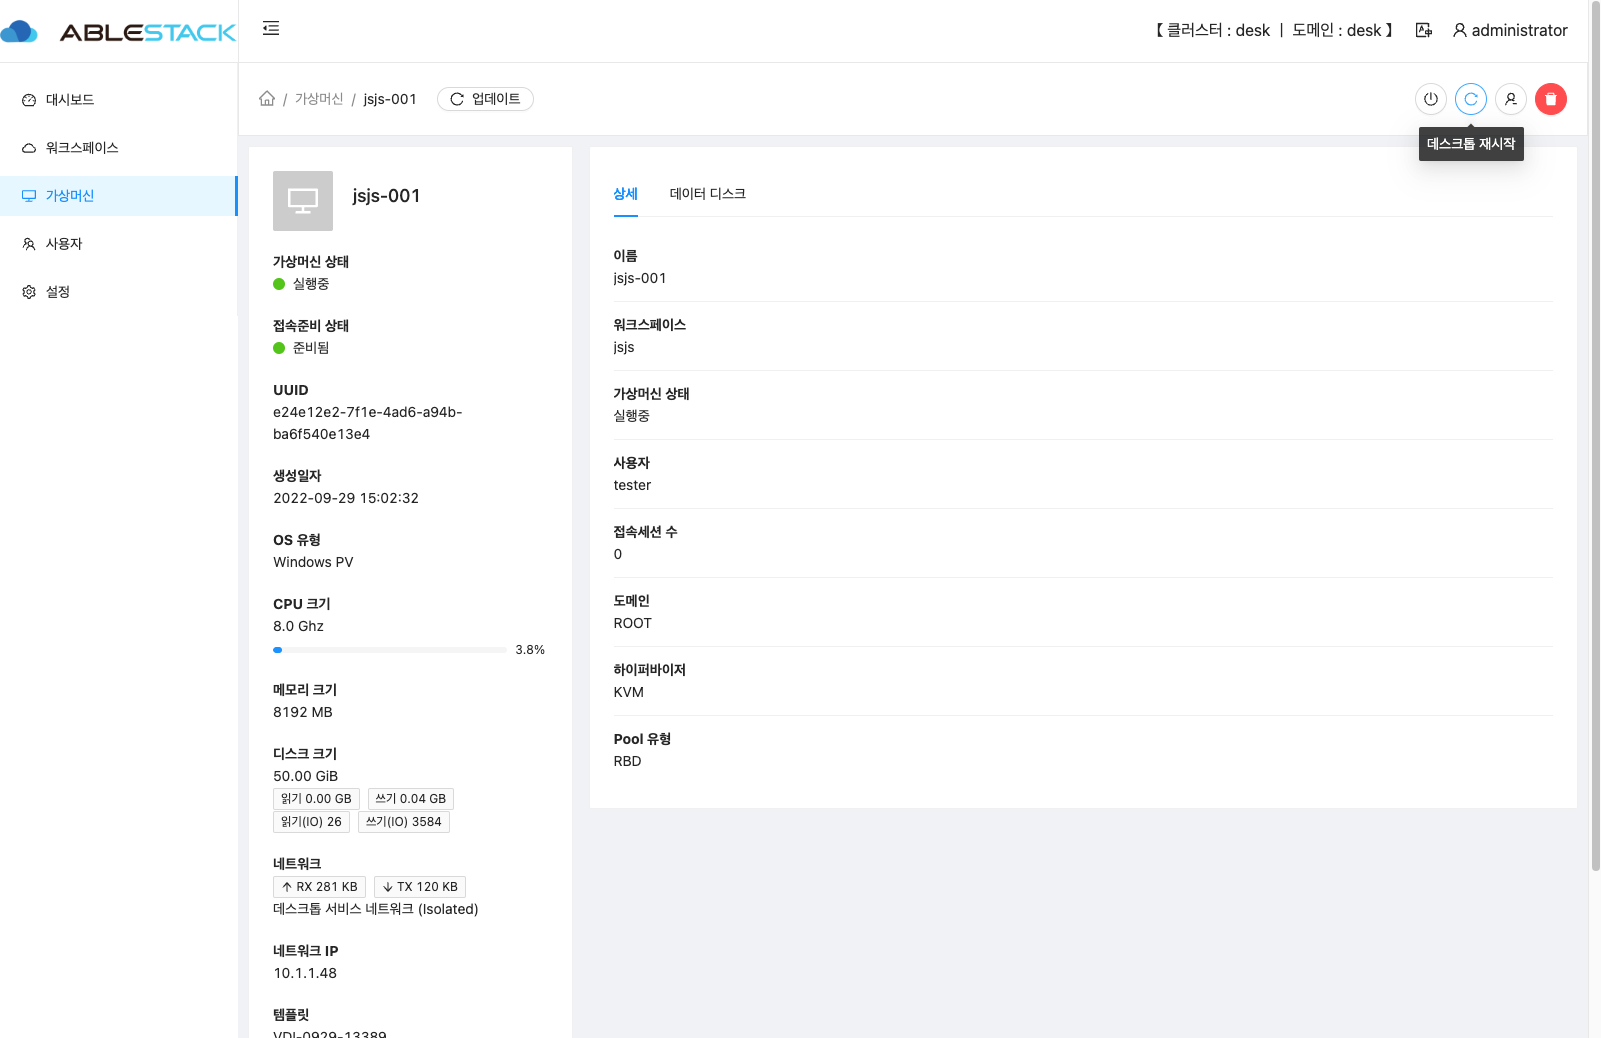 ABLESTACK
【 클러스터 : desk ㅣ 도메인 : desk 】
administrator
대시보드
워크스페이스
가상머신
사용자
설정
/ 가상머신 / jsjs-001
업데이트
데스크톱 재시작
jsjs-001
가상머신 상태
실행중
접속준비 상태
준비됨
UUID
e24e12e2-7f1e-4ad6-a94b-
ba6f540e13e4
생성일자
2022-09-29 15:02:32
OS 유형
Windows PV
CPU 크기
8.0 Ghz
3.8%
메모리 크기
8192 MB
디스크 크기
50.00 GiB
읽기 0.00 GB 쓰기 0.04 GB
읽기(IO) 26 쓰기(IO) 3584
네트워크
↑ RX 281 KB ↓ TX 120 KB
데스크톱 서비스 네트워크 (Isolated)
네트워크 IP
10.1.1.48
템플릿
VDI-0929-13389
상세 데이터 디스크
이름
jsjs-001
워크스페이스
jsjs
가상머신 상태
실행중
사용자
tester
접속세션 수
0
도메인
ROOT
하이퍼바이저
KVM
Pool 유형
RBD